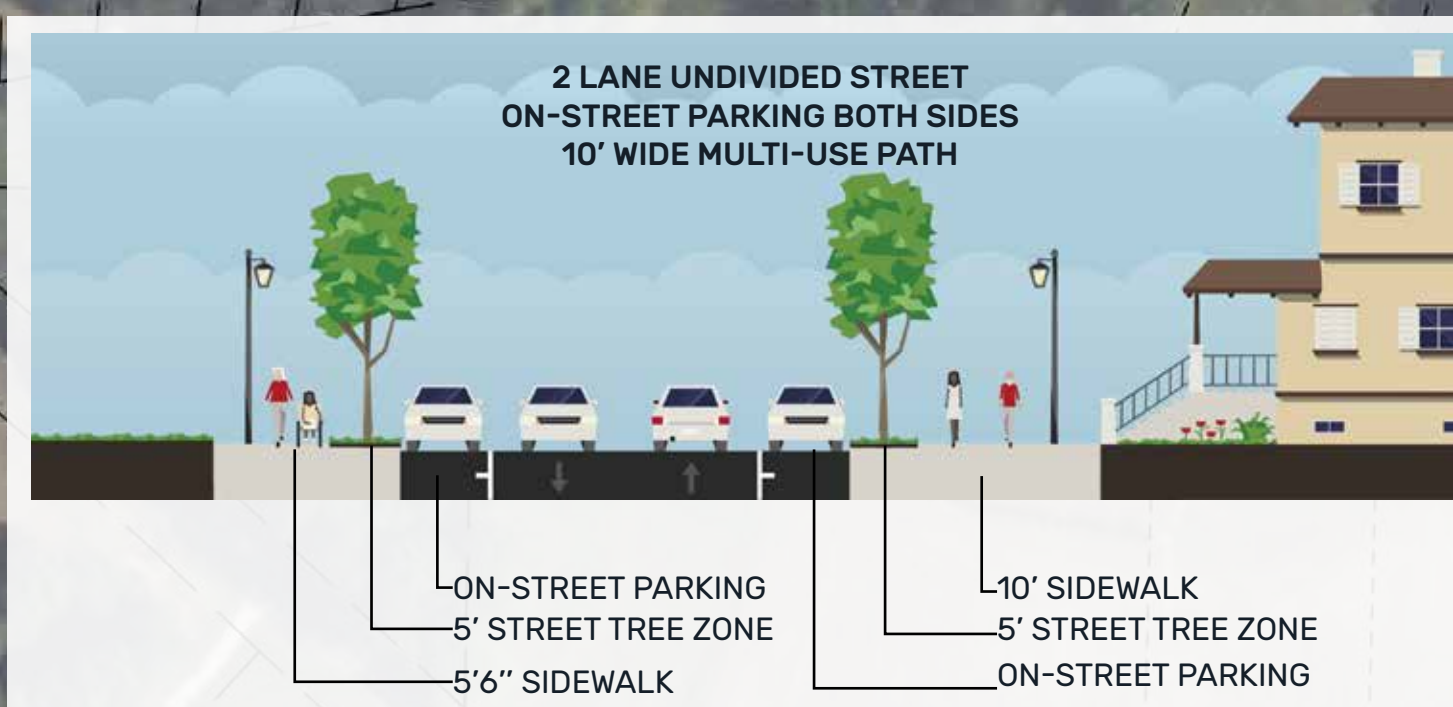 2 LANE UNDIVIDED STREET
ON-STREET PARKING BOTH SIDES
10’ WIDE MULTI-USE PATH
ON-STREET PARKING
5’ STREET TREE ZONE
5’6’’ SIDEWALK
10’ SIDEWALK
5’ STREET TREE ZONE
ON-STREET PARKING